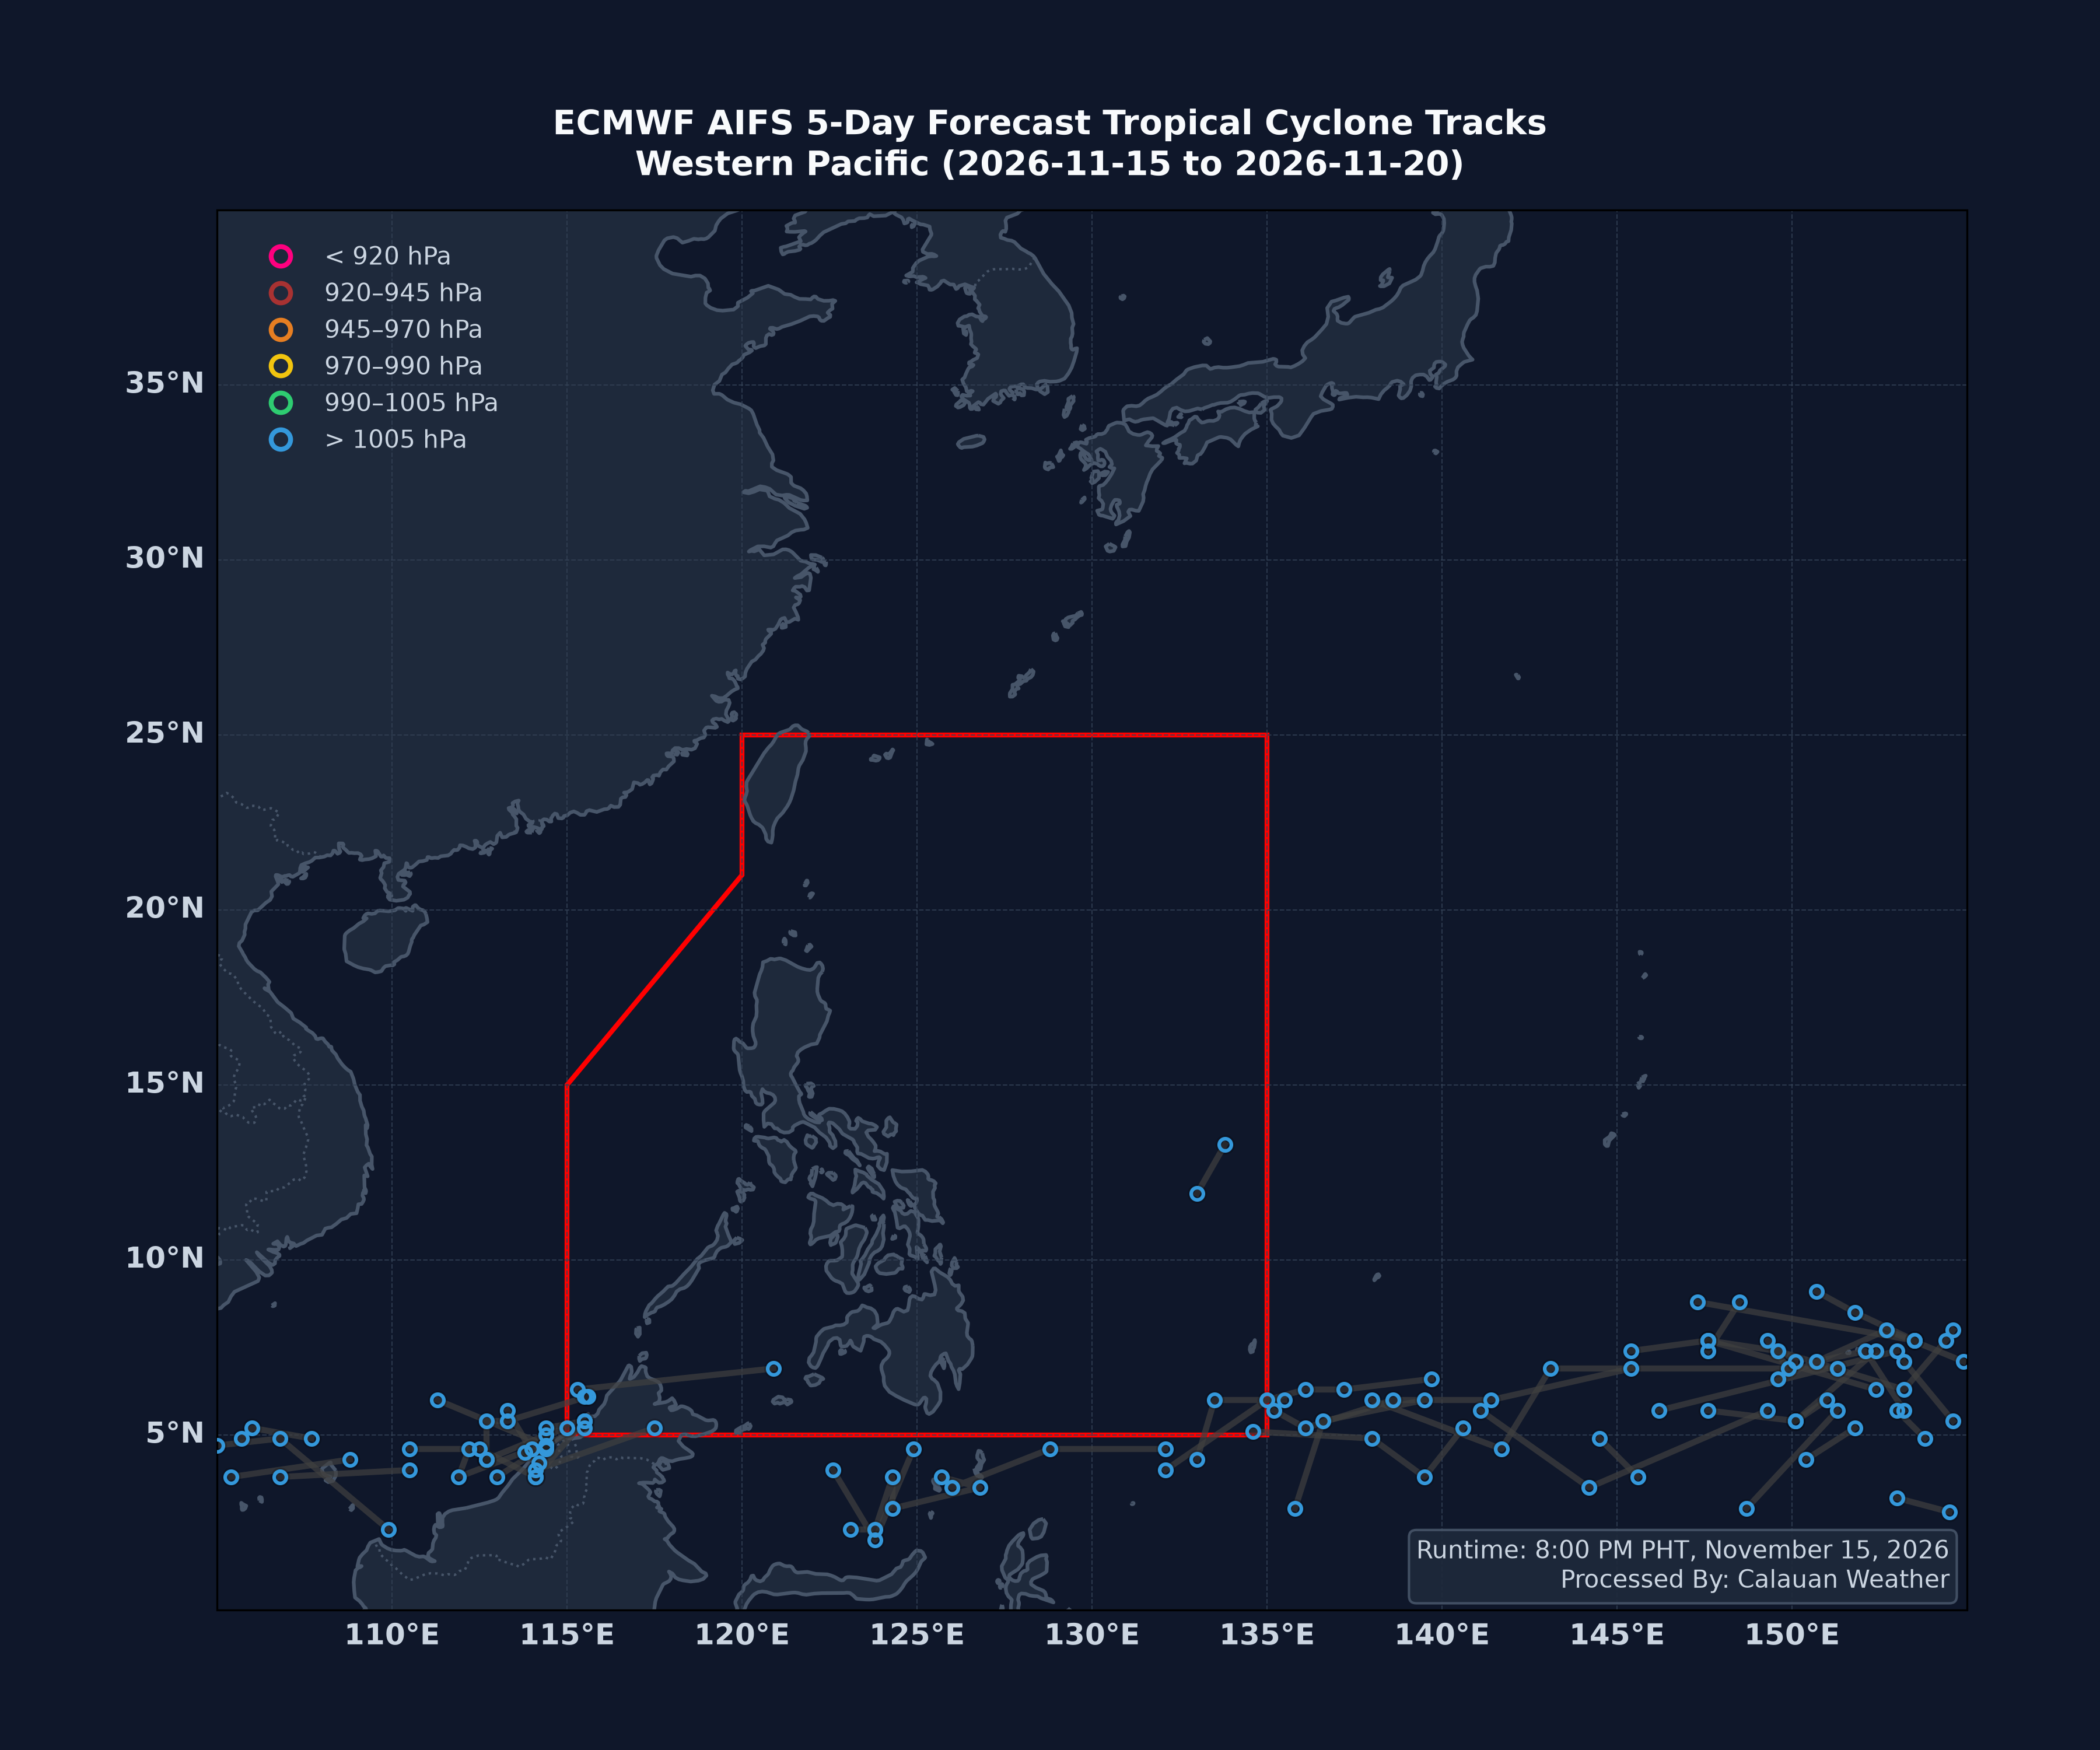 ECMWF AIFS 5-Day Forecast Tropical Cyclone Tracks
Western Pacific (2026-11-15 to 2026-11-20)
< 920 hPa
920–945 hPa
945–970 hPa
970–990 hPa
990–1005 hPa
> 1005 hPa
35°N
30°N
25°N
20°N
15°N
10°N
5°N
Runtime: 8:00 PM PHT, November 15, 2026
Processed By: Calauan Weather
110°E
115°E
120°E
125°E
130°E
135°E
140°E
145°E
150°E